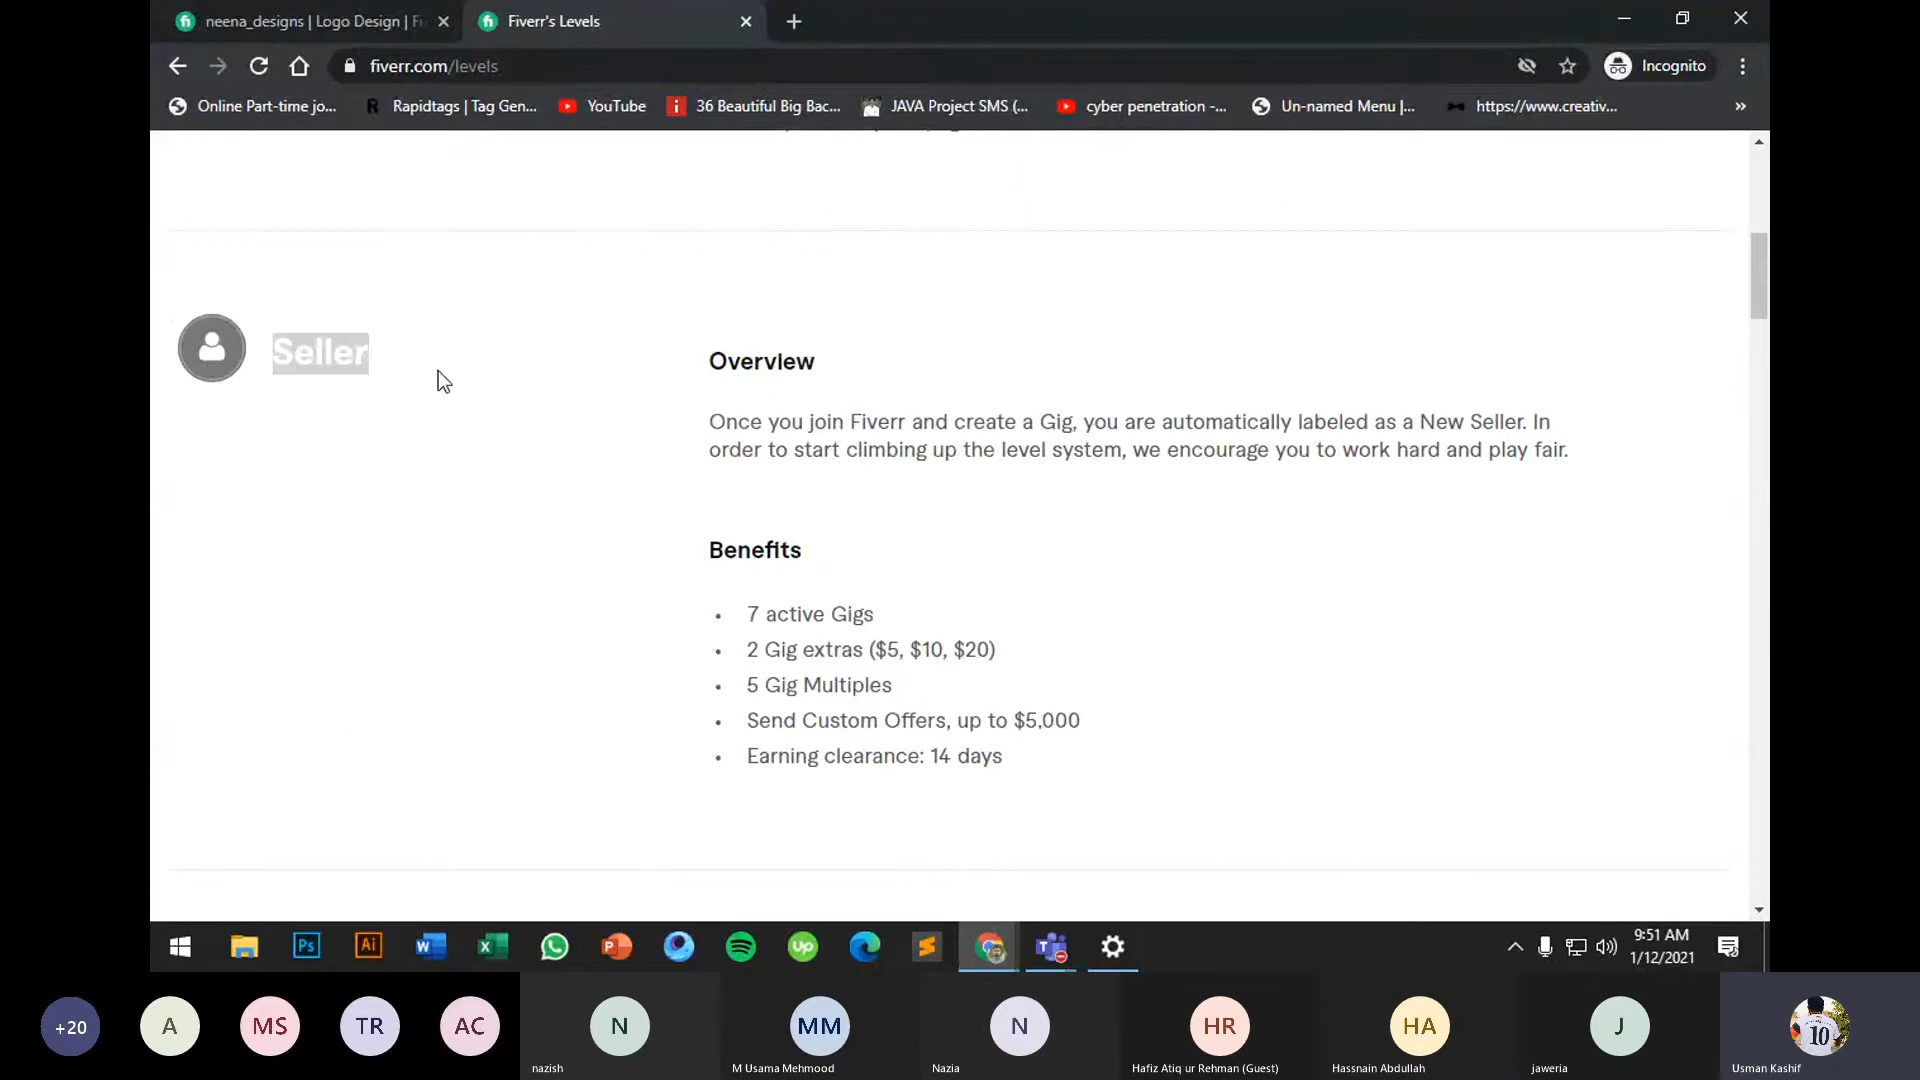 neena_designs | Logo Design | Fi
Fiverr's Levels
fiverr.com/levels
Incognito
Online Part-time jo...
Rapidtags | Tag Gen...
YouTube
36 Beautiful Big Bac...
JAVA Project SMS (...
cyber penetration -...
Un-named Menu |...
https://www.creativ...
»
Seller
Overview
Once you join Fiverr and create a Gig, you are automatically labeled as a New Seller. In
order to start climbing up the level system, we encourage you to work hard and play fair.
Benefits
• 7 active Gigs
• 2 Gig extras ($5, $10, $20)
• 5 Gig Multiples
• Send Custom Offers, up to $5,000
• Earning clearance: 14 days
9:51 AM
1/12/2021
+20
A
MS
TR
AC
N
MM
N
HR
HA
J
10
nazish
M Usama Mehmood
Nazia
Hafiz Atiq ur Rehman (Guest)
Hassnain Abdullah
jaweria
Usman Kashif